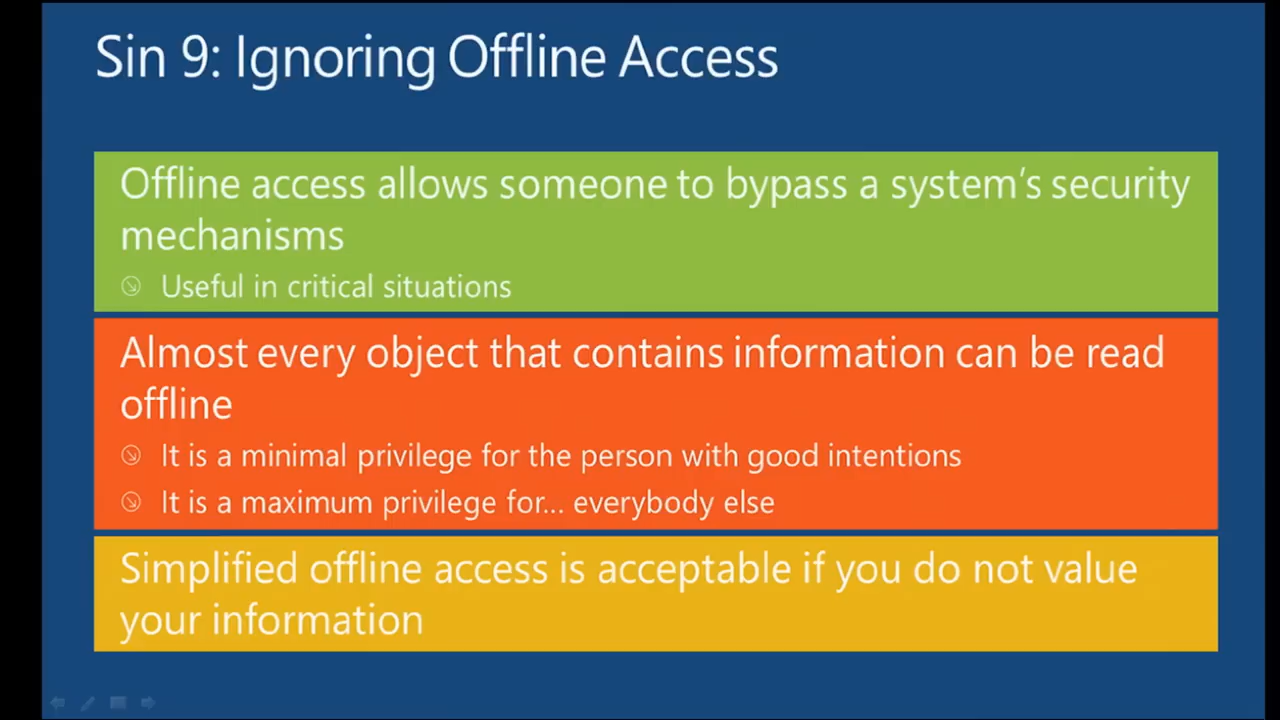 Sin 9: Ignoring Offline Access
Offline access allows someone to bypass a system's security
mechanisms
Useful in critical situations
Almost every object that contains information can be read
offline
It is a minimal privilege for the person with good intentions
It is a maximum privilege for... everybody else
Simplified offline access is acceptable if you do not value
your information